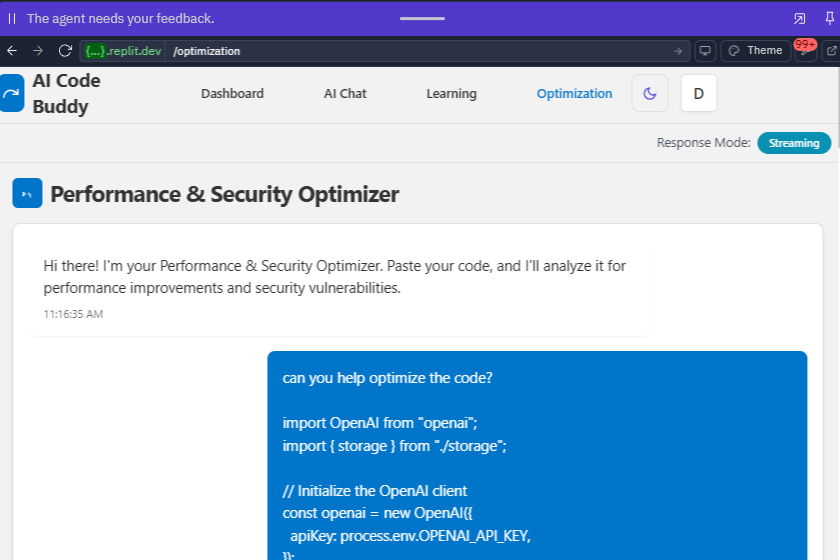 The agent needs your feedback.
{...}.replit.dev /optimization Theme 99+
AI Code
Buddy
Dashboard AI Chat Learning Optimization D
Response Mode: Streaming
Performance & Security Optimizer
Hi there! I'm your Performance & Security Optimizer. Paste your code, and I'll analyze it for
performance improvements and security vulnerabilities.
11:16:35 AM
can you help optimize the code?
import OpenAI from "openai";
import { storage } from "./storage";
// Initialize the OpenAI client
const openai = new OpenAI({
apiKey: process.env.OPENAI_API_KEY,
});